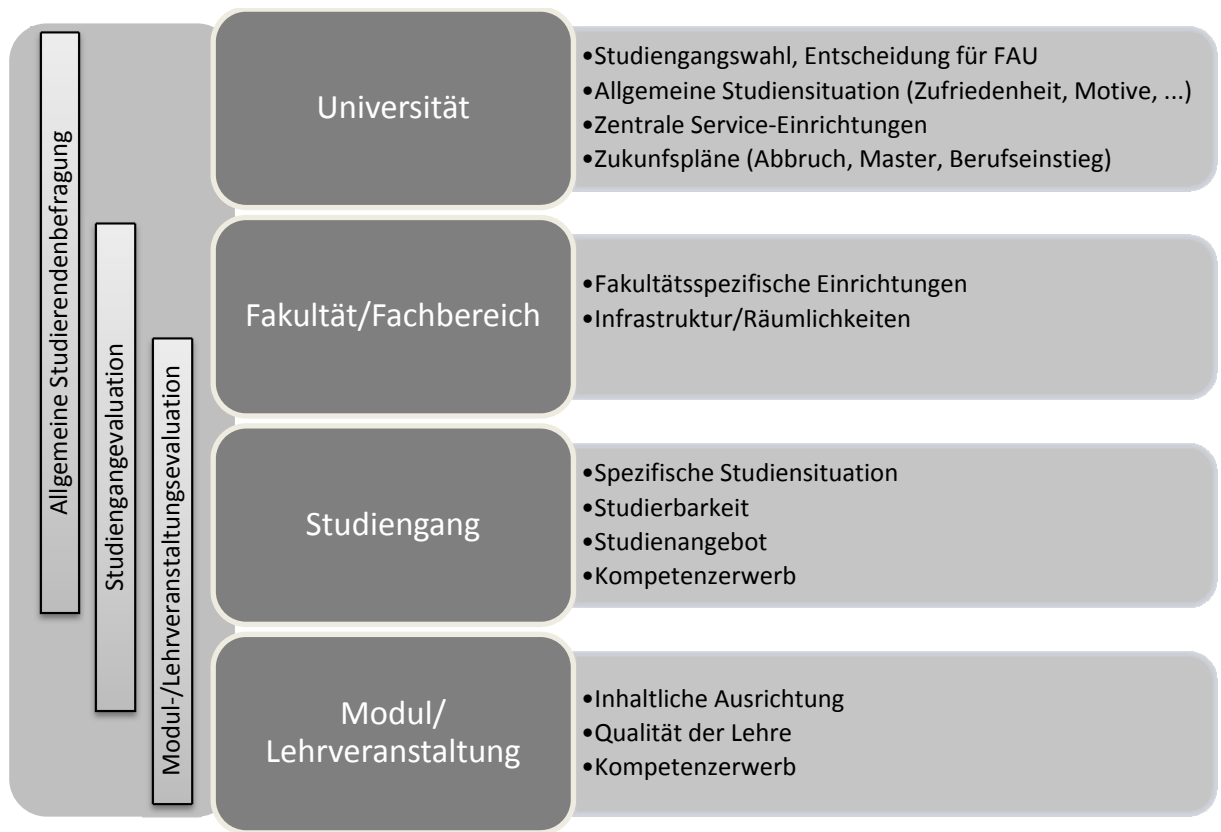 Allgemeine Studierendenbefragung
Studiengangevaluation
Modul-/Lehrveranstaltungsevaluation
Universität
•Studiengangswahl, Entscheidung für FAU
•Allgemeine Studiensituation (Zufriedenheit, Motive, ...)
•Zentrale Service-Einrichtungen
•Zukunfspläne (Abbruch, Master, Berufseinstieg)
Fakultät/Fachbereich
•Fakultätsspezifische Einrichtungen
•Infrastruktur/Räumlichkeiten
Studiengang
•Spezifische Studiensituation
•Studierbarkeit
•Studienangebot
•Kompetenzerwerb
Modul/
Lehrveranstaltung
•Inhaltliche Ausrichtung
•Qualität der Lehre
•Kompetenzerwerb